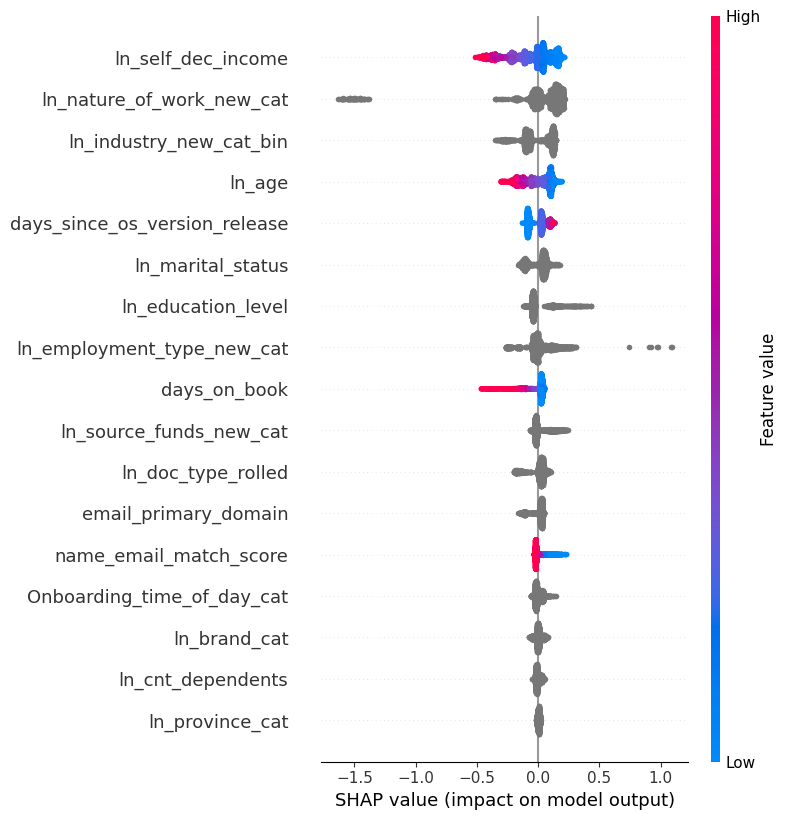 High
ln_self_dec_income
ln_nature_of_work_new_cat
ln_industry_new_cat_bin
ln_age
days_since_os_version_release
ln_marital_status
ln_education_level
ln_employment_type_new_cat
days_on_book
ln_source_funds_new_cat
ln_doc_type_rolled
email_primary_domain
name_email_match_score
Onboarding_time_of_day_cat
ln_brand_cat
ln_cnt_dependents
ln_province_cat
Feature value
Low
−1.5 −1.0 −0.5 0.0 0.5 1.0
SHAP value (impact on model output)